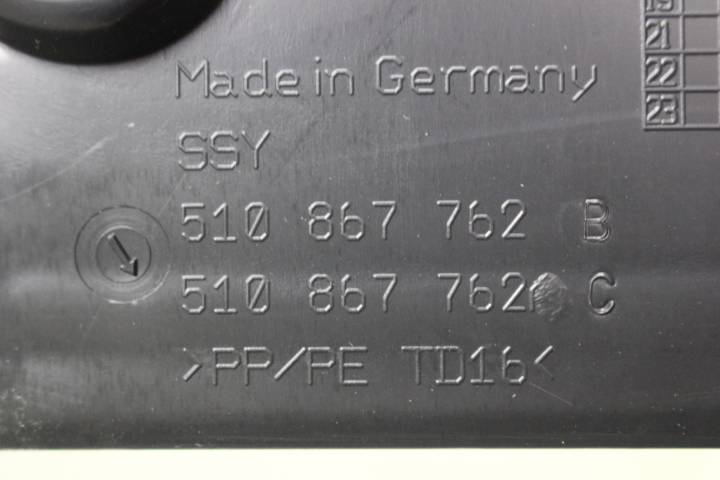 Made in Germany
SSY
510 867 762 B
510 867 762 C
>PP/PE TD16<
21
22
23